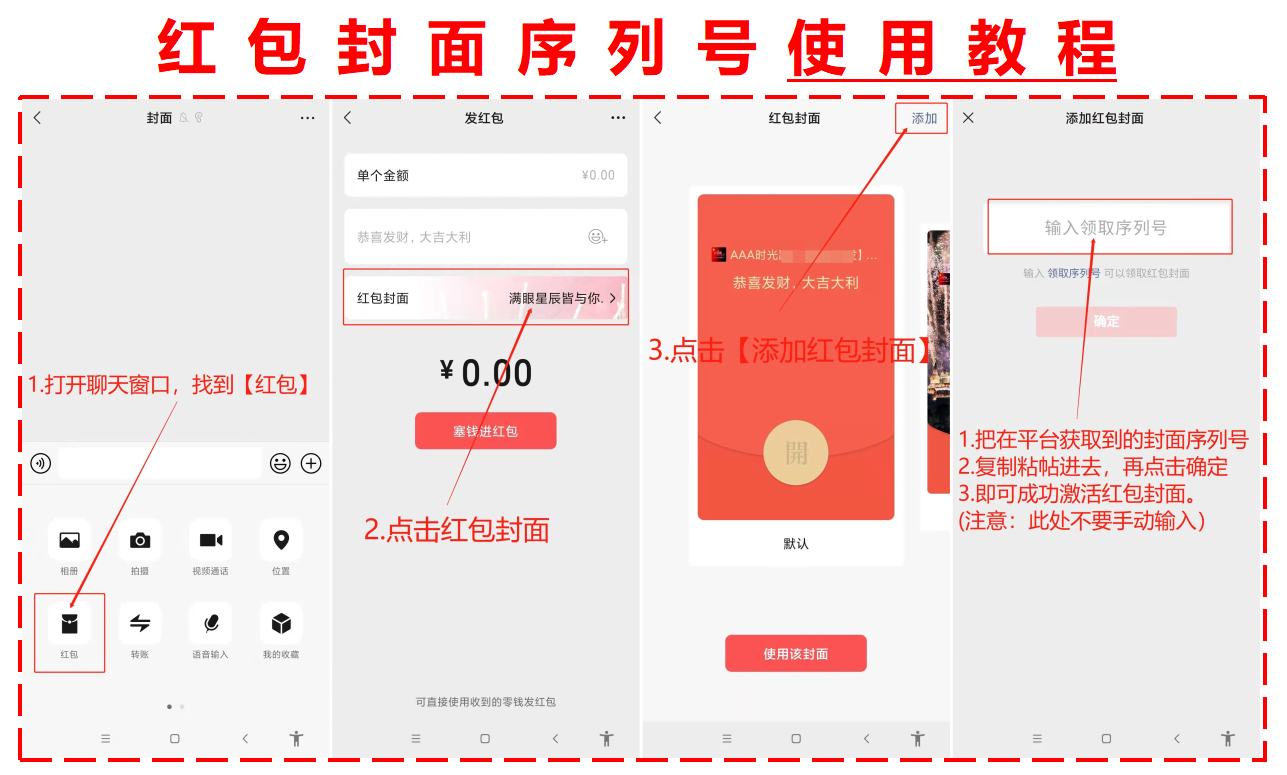 红包封面序列号使用教程
封面
单个金额 ¥0.00
恭喜发财，大吉大利
红包封面 满眼星辰皆与你.
¥0.00
塞钱进红包
2.点击红包封面
可直接使用收到的零钱发红包
发红包
1.打开聊天窗口，找到【红包】
相册 拍摄 视频通话 位置
红包 转账 语音输入 我的收藏
红包封面 添加
AAA时光 发】...
恭喜发财，大吉大利
3.点击【添加红包封面】
開
默认
使用该封面
添加红包封面
输入领取序列号
输入 领取序列号 可以领取红包封面
确定
1.把在平台获取到的封面序列号
2.复制粘帖进去，再点击确定
3.即可成功激活红包封面。
(注意：此处不要手动输入）